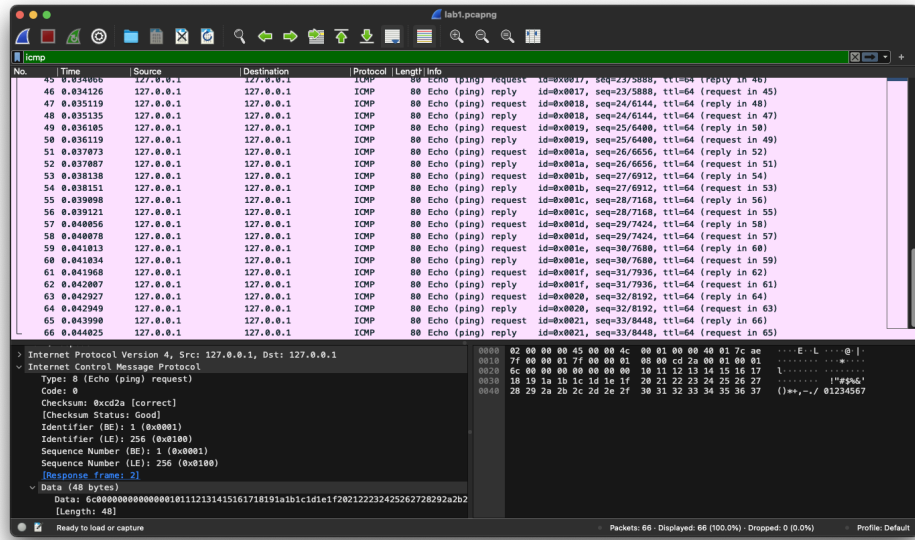 lab1.pcapng
icmp
No. Time Source Destination Protocol Length Info
45 0.034066 127.0.0.1 127.0.0.1 ICMP 80 Echo (ping) request id=0x0017, seq=23/5888, ttl=64 (reply in 46)
46 0.034126 127.0.0.1 127.0.0.1 ICMP 80 Echo (ping) reply id=0x0017, seq=23/5888, ttl=64 (request in 45)
47 0.035119 127.0.0.1 127.0.0.1 ICMP 80 Echo (ping) request id=0x0018, seq=24/6144, ttl=64 (reply in 48)
48 0.035135 127.0.0.1 127.0.0.1 ICMP 80 Echo (ping) reply id=0x0018, seq=24/6144, ttl=64 (request in 47)
49 0.036105 127.0.0.1 127.0.0.1 ICMP 80 Echo (ping) request id=0x0019, seq=25/6400, ttl=64 (reply in 50)
50 0.036119 127.0.0.1 127.0.0.1 ICMP 80 Echo (ping) reply id=0x0019, seq=25/6400, ttl=64 (request in 49)
51 0.037073 127.0.0.1 127.0.0.1 ICMP 80 Echo (ping) request id=0x001a, seq=26/6656, ttl=64 (reply in 52)
52 0.037087 127.0.0.1 127.0.0.1 ICMP 80 Echo (ping) reply id=0x001a, seq=26/6656, ttl=64 (request in 51)
53 0.038138 127.0.0.1 127.0.0.1 ICMP 80 Echo (ping) request id=0x001b, seq=27/6912, ttl=64 (reply in 54)
54 0.038151 127.0.0.1 127.0.0.1 ICMP 80 Echo (ping) reply id=0x001b, seq=27/6912, ttl=64 (request in 53)
55 0.039098 127.0.0.1 127.0.0.1 ICMP 80 Echo (ping) request id=0x001c, seq=28/7168, ttl=64 (reply in 56)
56 0.039121 127.0.0.1 127.0.0.1 ICMP 80 Echo (ping) reply id=0x001c, seq=28/7168, ttl=64 (request in 55)
57 0.040056 127.0.0.1 127.0.0.1 ICMP 80 Echo (ping) request id=0x001d, seq=29/7424, ttl=64 (reply in 58)
58 0.040078 127.0.0.1 127.0.0.1 ICMP 80 Echo (ping) reply id=0x001d, seq=29/7424, ttl=64 (request in 57)
59 0.041013 127.0.0.1 127.0.0.1 ICMP 80 Echo (ping) request id=0x001e, seq=30/7680, ttl=64 (reply in 60)
60 0.041034 127.0.0.1 127.0.0.1 ICMP 80 Echo (ping) reply id=0x001e, seq=30/7680, ttl=64 (request in 59)
61 0.041968 127.0.0.1 127.0.0.1 ICMP 80 Echo (ping) request id=0x001f, seq=31/7936, ttl=64 (reply in 62)
62 0.042007 127.0.0.1 127.0.0.1 ICMP 80 Echo (ping) reply id=0x001f, seq=31/7936, ttl=64 (request in 61)
63 0.042927 127.0.0.1 127.0.0.1 ICMP 80 Echo (ping) request id=0x0020, seq=32/8192, ttl=64 (reply in 64)
64 0.042949 127.0.0.1 127.0.0.1 ICMP 80 Echo (ping) reply id=0x0020, seq=32/8192, ttl=64 (request in 63)
65 0.043990 127.0.0.1 127.0.0.1 ICMP 80 Echo (ping) request id=0x0021, seq=33/8448, ttl=64 (reply in 66)
66 0.044025 127.0.0.1 127.0.0.1 ICMP 80 Echo (ping) reply id=0x0021, seq=33/8448, ttl=64 (request in 65)
Internet Protocol Version 4, Src: 127.0.0.1, Dst: 127.0.0.1
Internet Control Message Protocol
Type: 8 (Echo (ping) request)
Code: 0
Checksum: 0xcd2a [correct]
[Checksum Status: Good]
Identifier (BE): 1 (0x0001)
Identifier (LE): 256 (0x0100)
Sequence Number (BE): 1 (0x0001)
Sequence Number (LE): 256 (0x0100)
[Response frame: 2]
Data (48 bytes)
Data: 6c00000000000000101112131415161718191a1b1c1d1e1f202122232425262728292a2b2
[Length: 48]
0000 02 00 00 00 45 00 00 4c 00 01 00 00 40 01 7c ae ····E··L ····@·|·
0010 7f 00 00 01 7f 00 00 01 08 00 cd 2a 00 01 00 01 ········ ···*····
0020 6c 00 00 00 00 00 00 00 10 11 12 13 14 15 16 17 l······· ········
0030 18 19 1a 1b 1c 1d 1e 1f 20 21 22 23 24 25 26 27 ········ !"#$%&'
0040 28 29 2a 2b 2c 2d 2e 2f 30 31 32 33 34 35 36 37 ()*+,-./ 01234567
Ready to load or capture
Packets: 66 · Displayed: 66 (100.0%) · Dropped: 0 (0.0%)
Profile: Default